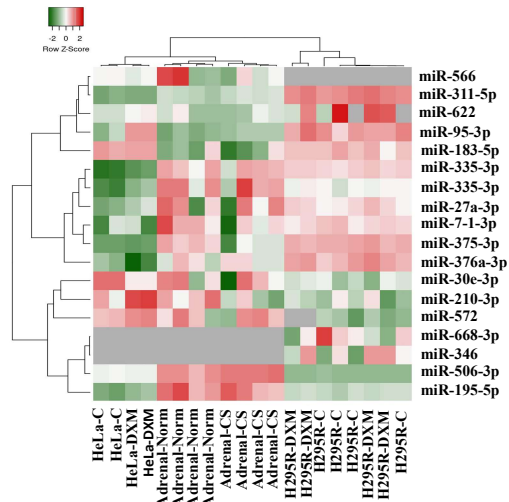 -2 0 2
Row Z-Score
miR-566
miR-311-5p
miR-622
miR-95-3p
miR-183-5p
miR-335-3p
miR-335-3p
miR-27a-3p
miR-7-1-3p
miR-375-3p
miR-376a-3p
miR-30e-3p
miR-210-3p
miR-572
miR-668-3p
miR-346
miR-506-3p
miR-195-5p
HeLa-C
HeLa-C
HeLa-DXM
HeLa-DXM
Adrenal-Norm
Adrenal-Norm
Adrenal-Norm
Adrenal-Norm
Adrenal-CS
Adrenal-CS
Adrenal-CS
Adrenal-CS
H295R-DXM
H295R-DXM
H295R-C
H295R-C
H295R-C
H295R-DXM
H295R-DXM
H295R-C